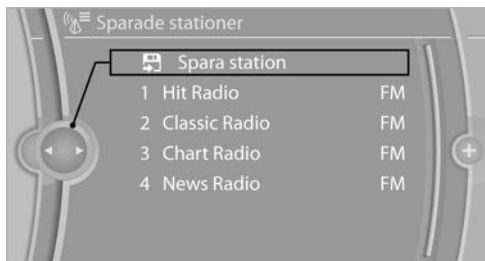 Sparade stationer
Spara station
1 Hit Radio FM
2 Classic Radio FM
3 Chart Radio FM
4 News Radio FM